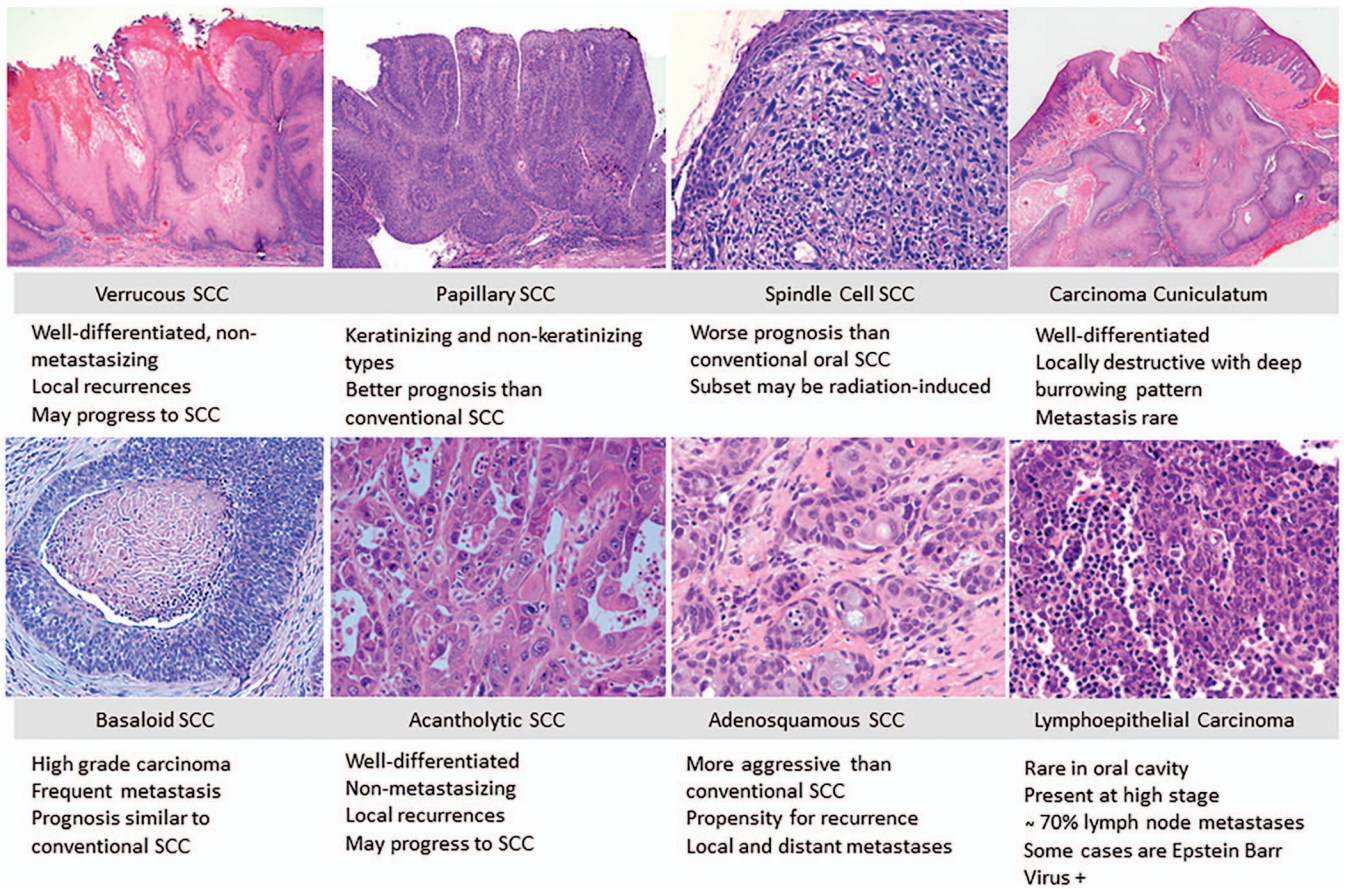 Verrucous SCC
Well-differentiated, non-
metastasizing
Local recurrences
May progress to SCC
Papillary SCC
Keratinizing and non-keratinizing
types
Better prognosis than
conventional SCC
Spindle Cell SCC
Worse prognosis than
conventional oral SCC
Subset may be radiation-induced
Carcinoma Cuniculatum
Well-differentiated
Locally destructive with deep
burrowing pattern
Metastasis rare
Basaloid SCC
High grade carcinoma
Frequent metastasis
Prognosis similar to
conventional SCC
Acantholytic SCC
Well-differentiated
Non-metastasizing
Local recurrences
May progress to SCC
Adenosquamous SCC
More aggressive than
conventional SCC
Propensity for recurrence
Local and distant metastases
Lymphoepithelial Carcinoma
Rare in oral cavity
Present at high stage
~ 70% lymph node metastases
Some cases are Epstein Barr
Virus +